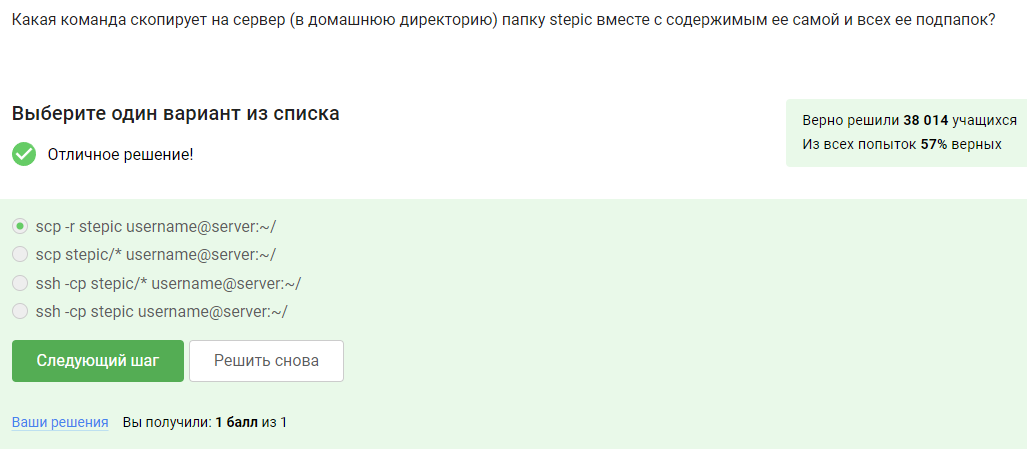 Какая команда скопирует на сервер (в домашнюю директорию) папку stepic вместе с содержимым ее самой и всех ее подпапок?
Выберите один вариант из списка
Верно решили 38 014 учащихся
Из всех попыток 57% верных
Отличное решение!
scp -r stepic username@server:~/
scp stepic/* username@server:~/
ssh -cp stepic/* username@server:~/
ssh -cp stepic username@server:~/
Следующий шаг
Решить снова
Ваши решения Вы получили: 1 балл из 1